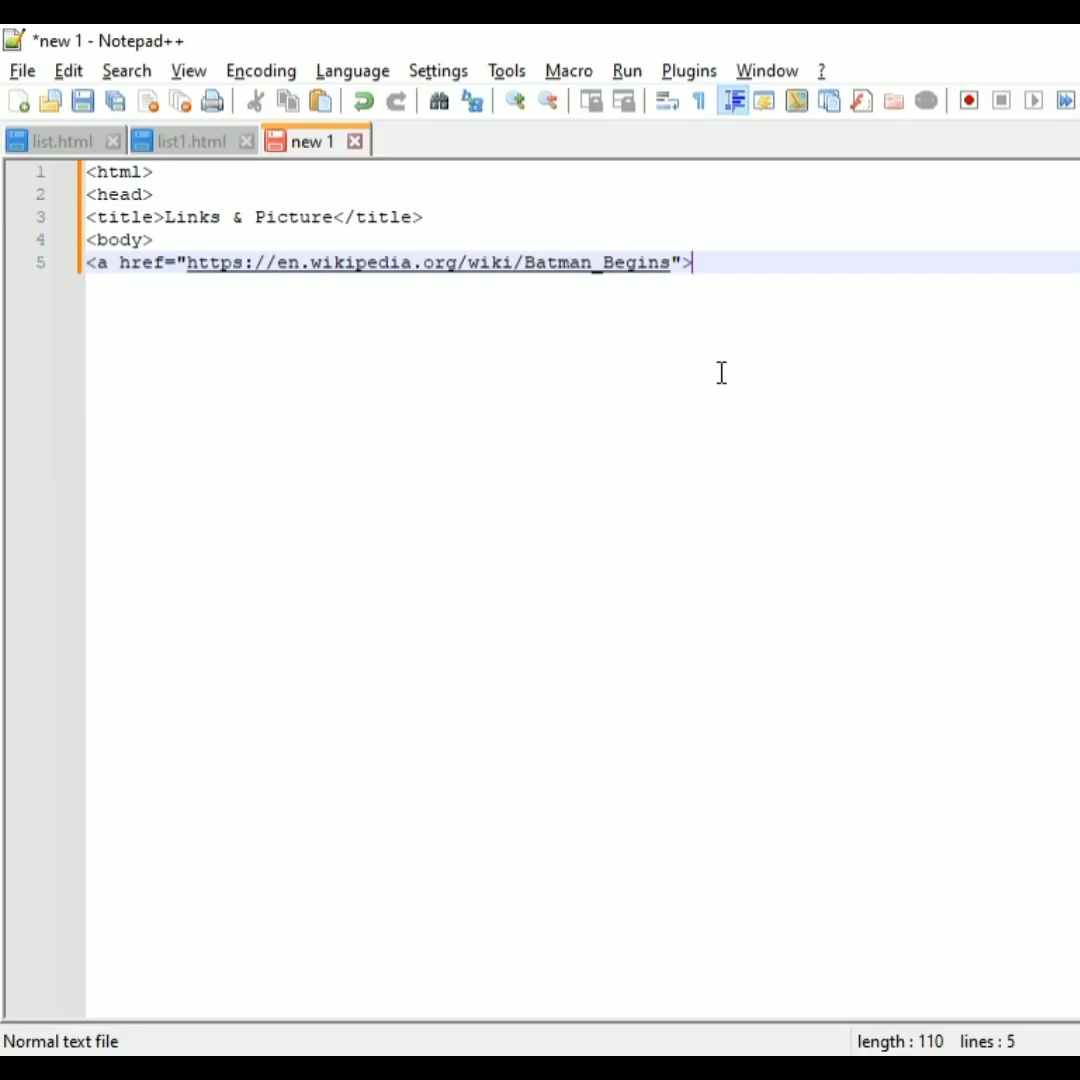 *new 1 - Notepad++
File Edit Search View Encoding Language Settings Tools Macro Run Plugins Window ?
list.html list1.html new 1
1 <html>
2 <head>
3 <title>Links & Picture</title>
4 <body>
5 <a href="https://en.wikipedia.org/wiki/Batman_Begins">
Normal text file length : 110 lines : 5